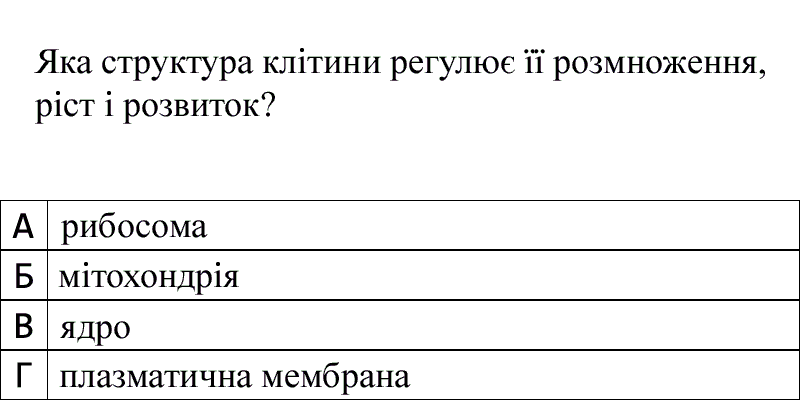 Яка структура клітини регулює її розмноження,
ріст і розвиток?
А рибосома
Б мітохондрія
В ядро
Г плазматична мембрана